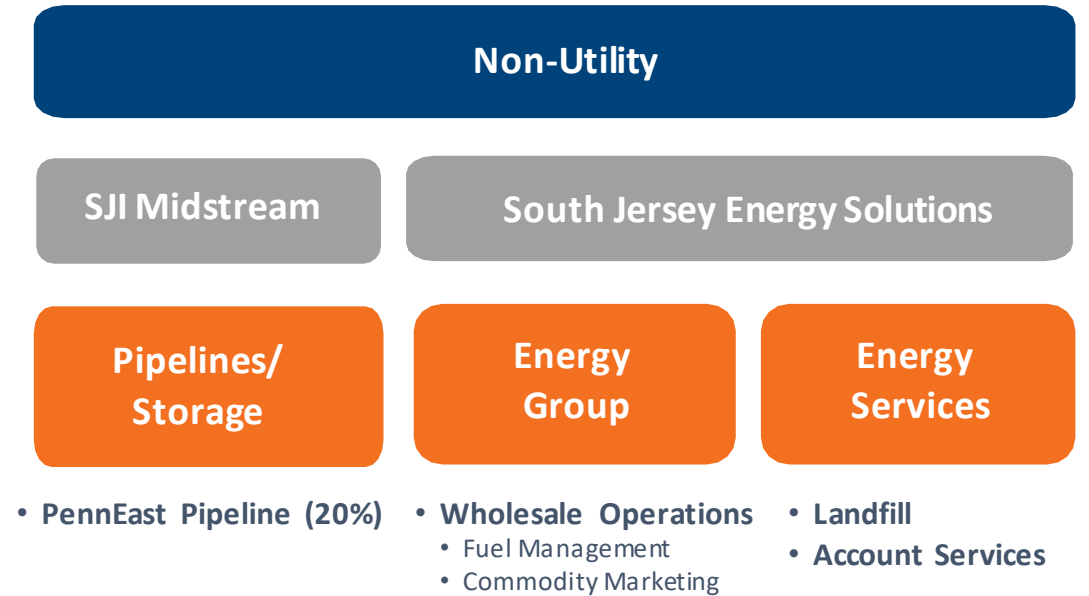 Non-Utility
SJI Midstream
South Jersey Energy Solutions
Pipelines/
Storage
Energy
Group
Energy
Services
• PennEast Pipeline (20%)
• Wholesale Operations
• Fuel Management
• Commodity Marketing
• Landfill
• Account Services